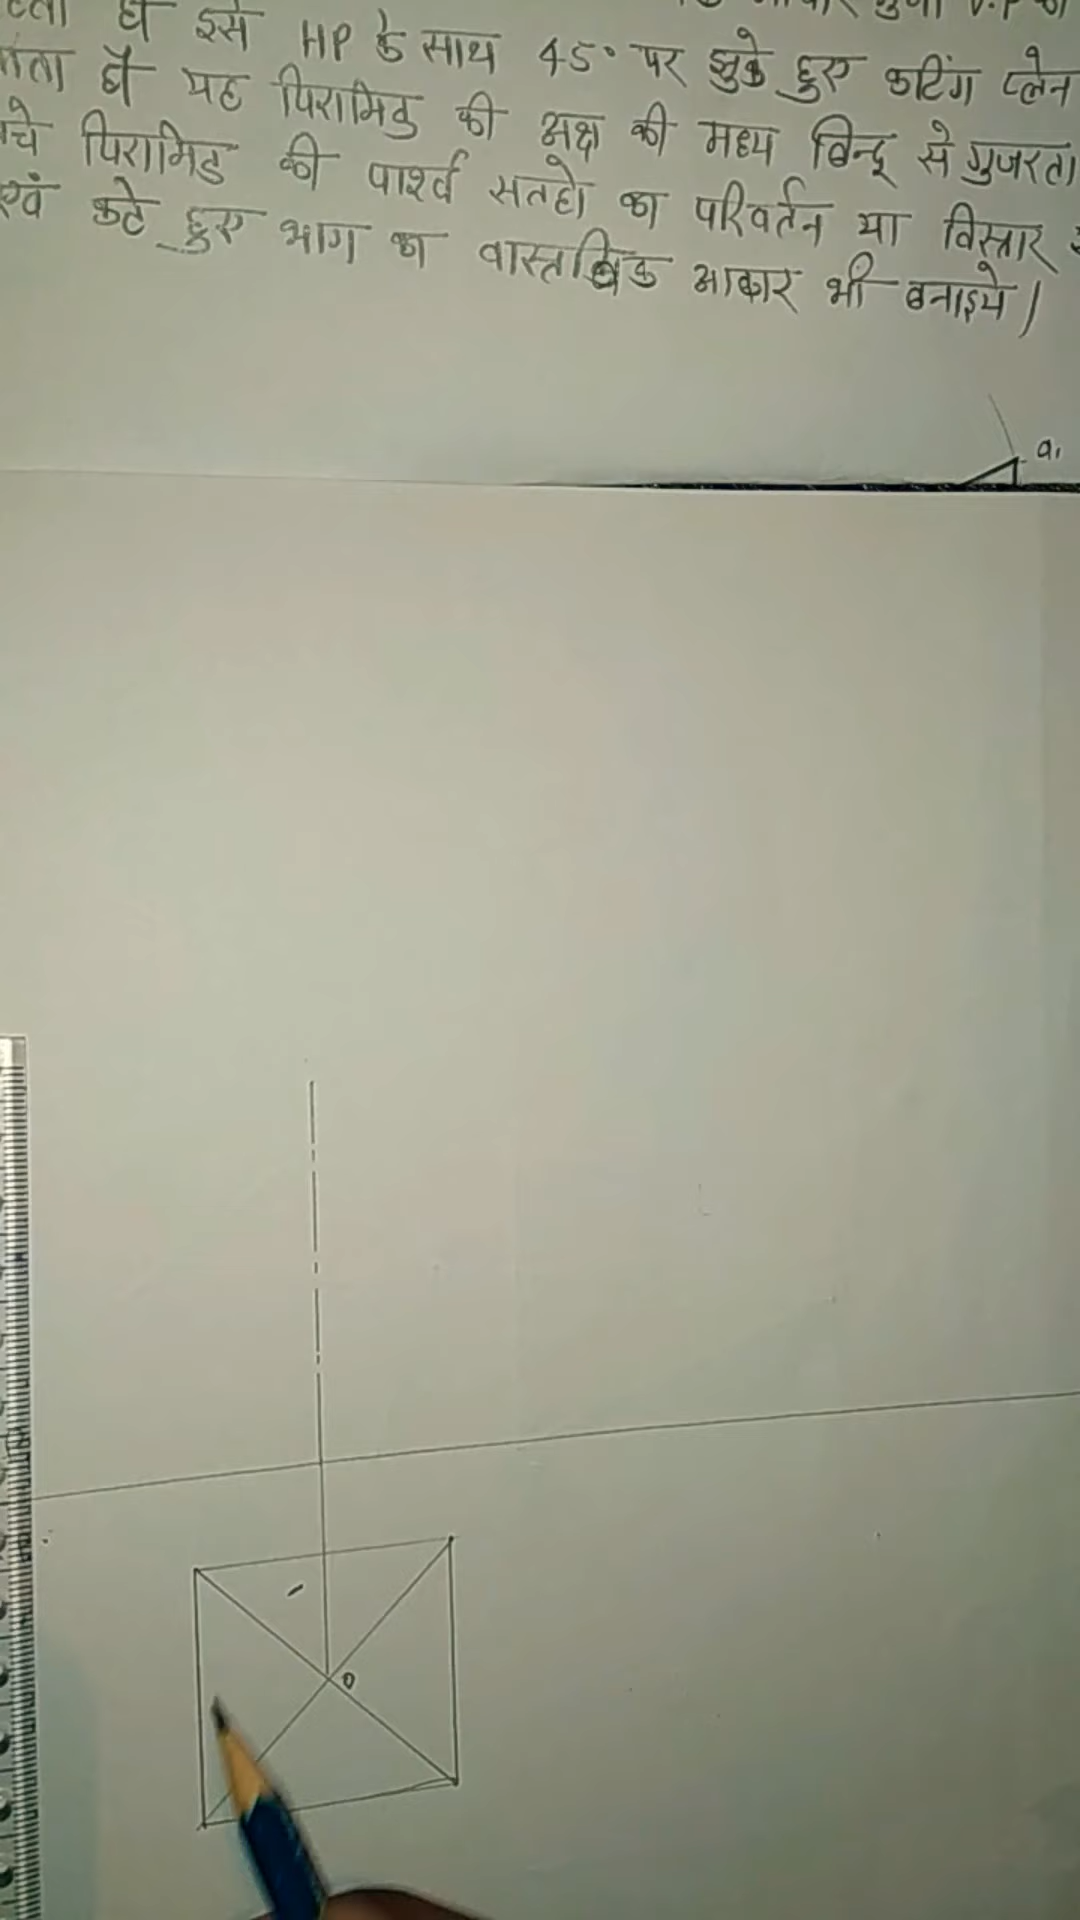 है इसे HP के साथ 45° पर झुके हुए कटिंग प्लेन
है यह पिरामिड की अक्ष की मध्य बिन्दू से गुजरता
पिरामिड की पार्श्व सतहो का परिवर्तन या विस्तार
एवं कटे हुए भाग का वास्तविक आकार भी बनाइये।
a₁
O